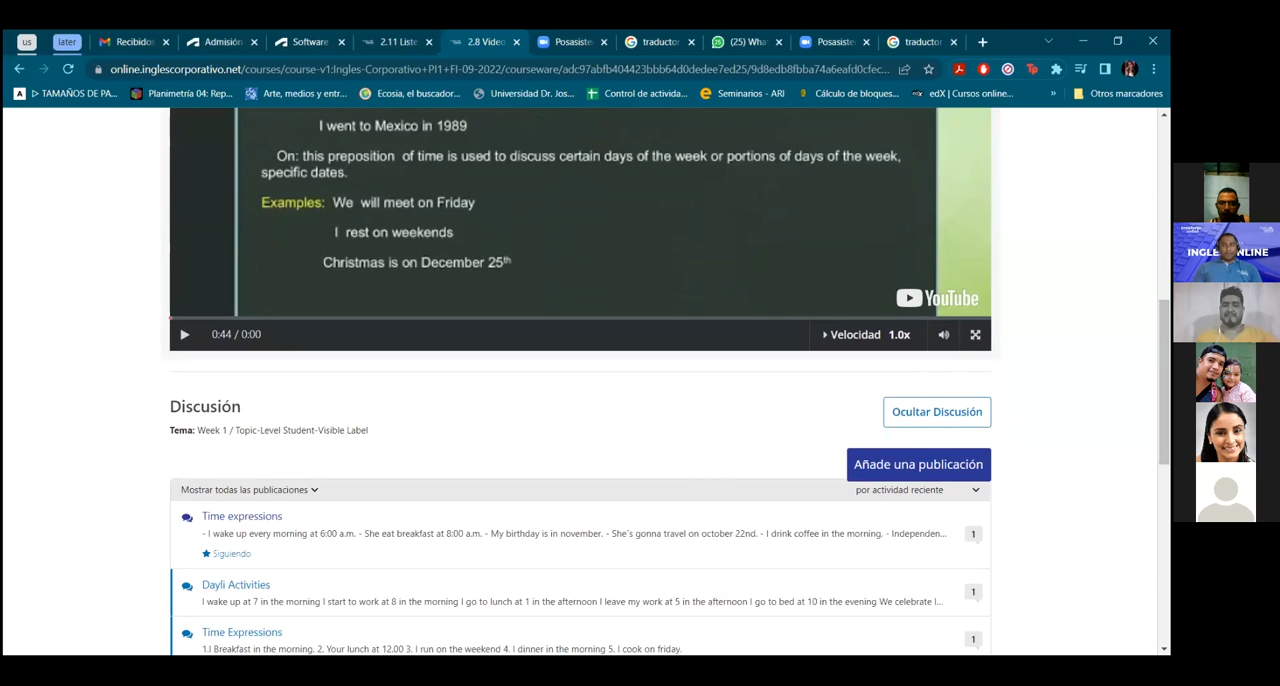 us
later
Recibidos
Admisión
Software
2.11 Liste
2.8 Video
Posasiste
traductor
(25) Wha
Posasiste
traductor
online.inglescorporativo.net/courses/course-v1:Ingles-Corporativo+PI1+FI-09-2022/courseware/adc97abfb404423bbb64d0dedee7ed25/9d8edb8fbba74a6eafd0cfec...
▷ TAMAÑOS DE PA...
Planimetría 04: Rep...
Arte, medios y entr...
Ecosia, el buscador...
Universidad Dr. Jos...
Control de activida...
Seminarios - ARI
Cálculo de bloques...
edX | Cursos online...
»
Otros marcadores
I went to Mexico in 1989
On: this preposition of time is used to discuss certain days of the week or portions of days of the week,
specific dates.
Examples: We will meet on Friday
I rest on weekends
Christmas is on December 25th
YouTube
0:44 / 0:00
Velocidad 1.0x
INGLE ONLINE
Discusión
Ocultar Discusión
Tema: Week 1 / Topic-Level Student-Visible Label
Añade una publicación
Mostrar todas las publicaciones
por actividad reciente
Time expressions
- I wake up every morning at 6:00 a.m. - She eat breakfast at 8:00 a.m. - My birthday is in november. - She´s gonna travel on october 22nd. - I drink coffee in the morning. - Independen...
1
Siguiendo
Dayli Activities
I wake up at 7 in the morning I start to work at 8 in the morning I go to lunch at 1 in the afternoon I leave my work at 5 in the afternoon I go to bed at 10 in the evening We celebrate I...
1
Time Expressions
1.I Breakfast in the morning. 2. Your lunch at 12.00 3. I run on the weekend 4. I dinner in the morning 5. I cook on friday.
1